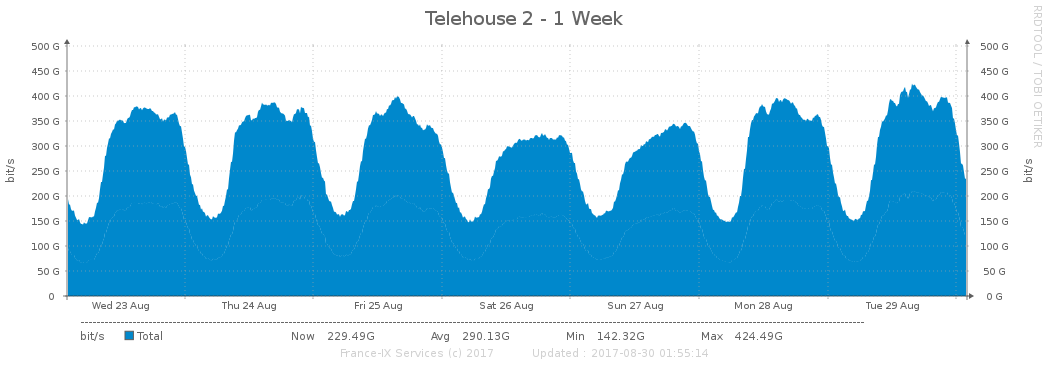 Telehouse 2 - 1 Week
RRDTOOL / TOBI OETIKER
500 G 500 G
450 G 450 G
400 G 400 G
350 G 350 G
300 G 300 G
250 G 250 G
200 G 200 G
150 G 150 G
100 G 100 G
50 G 50 G
0 0 G
bit/s bit/s
Wed 23 Aug Thu 24 Aug Fri 25 Aug Sat 26 Aug Sun 27 Aug Mon 28 Aug Tue 29 Aug
bit/s Total Now 229.49G Avg 290.13G Min 142.32G Max 424.49G
France-IX Services (c) 2017 Updated : 2017-08-30 01:55:14